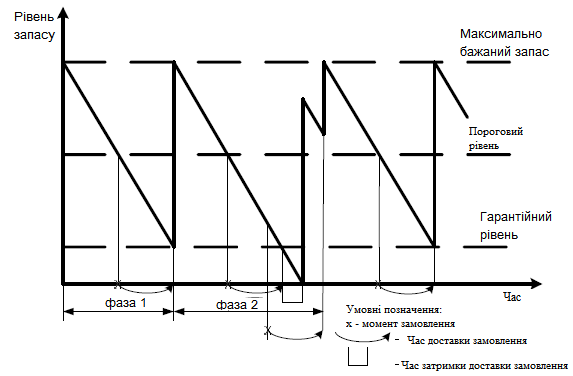 Рівень
запасу
Максимально
бажаний запас
Пороговий
рівень
Гарантійний
рівень
Час
фаза 1
фаза 2
Умовні позначення:
х - момент замовлення
- Час доставки замовлення
- Час затримки доставки замовлення